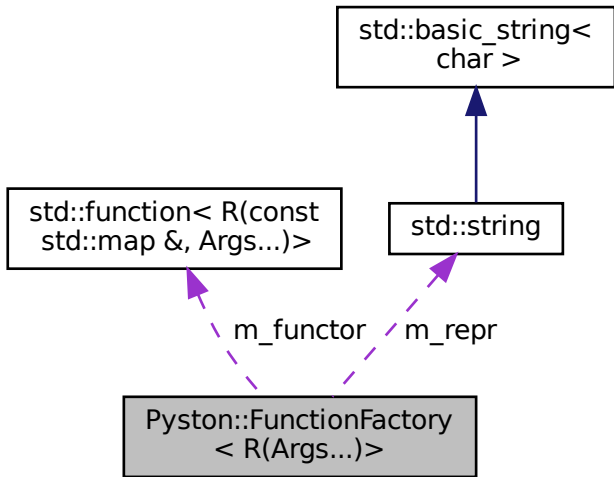 std::basic_string<
char >
std::function< R(const
std::map &, Args...)>
std::string
m_functor
m_repr
Pyston::FunctionFactory
< R(Args...)>